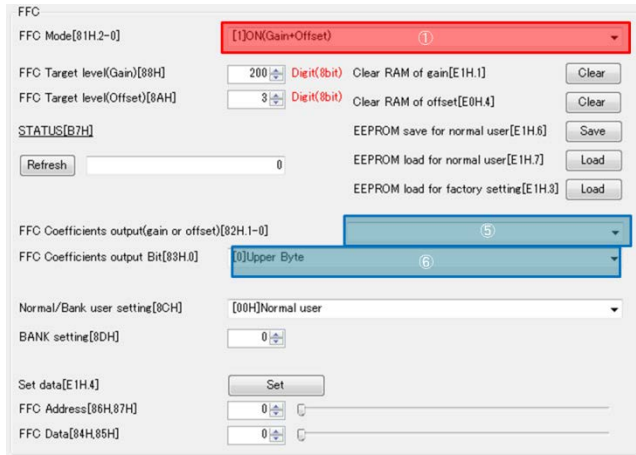 FFC
FFC Mode[81H.2-0] [1]ON(Gain+Offset) ①
FFC Target level(Gain)[88H] 200 Digit(8bit) Clear RAM of gain[E1H.1] Clear
FFC Target level(Offset)[8AH] 3 Digit(8bit) Clear RAM of offset[E0H.4] Clear
STATUS[B7H] EEPROM save for normal user[E1H.6] Save
Refresh 0 EEPROM load for normal user[E1H.7] Load
EEPROM load for factory setting[E1H.3] Load
FFC Coefficients output(gain or offset)[82H.1-0] ⑤
FFC Coefficients output Bit[83H.0] [0]Upper Byte ⑥
Normal/Bank user setting[8CH] [00H]Normal user
BANK setting[8DH] 0
Set data[E1H.4] Set
FFC Address[86H,87H] 0
FFC Data[84H,85H] 0